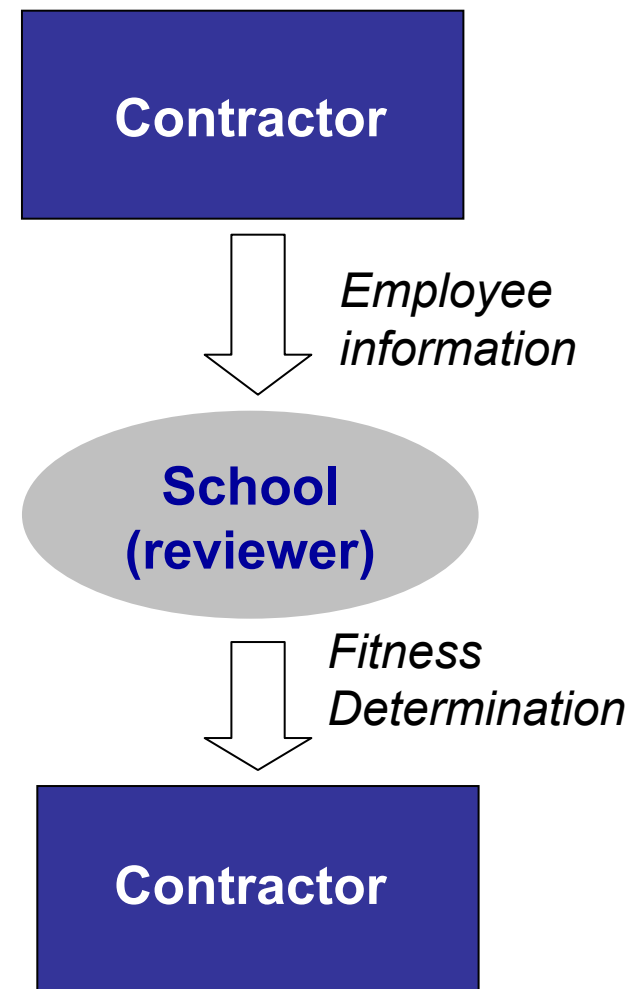 Contractor
Employee
information
School
(reviewer)
Fitness
Determination
Contractor